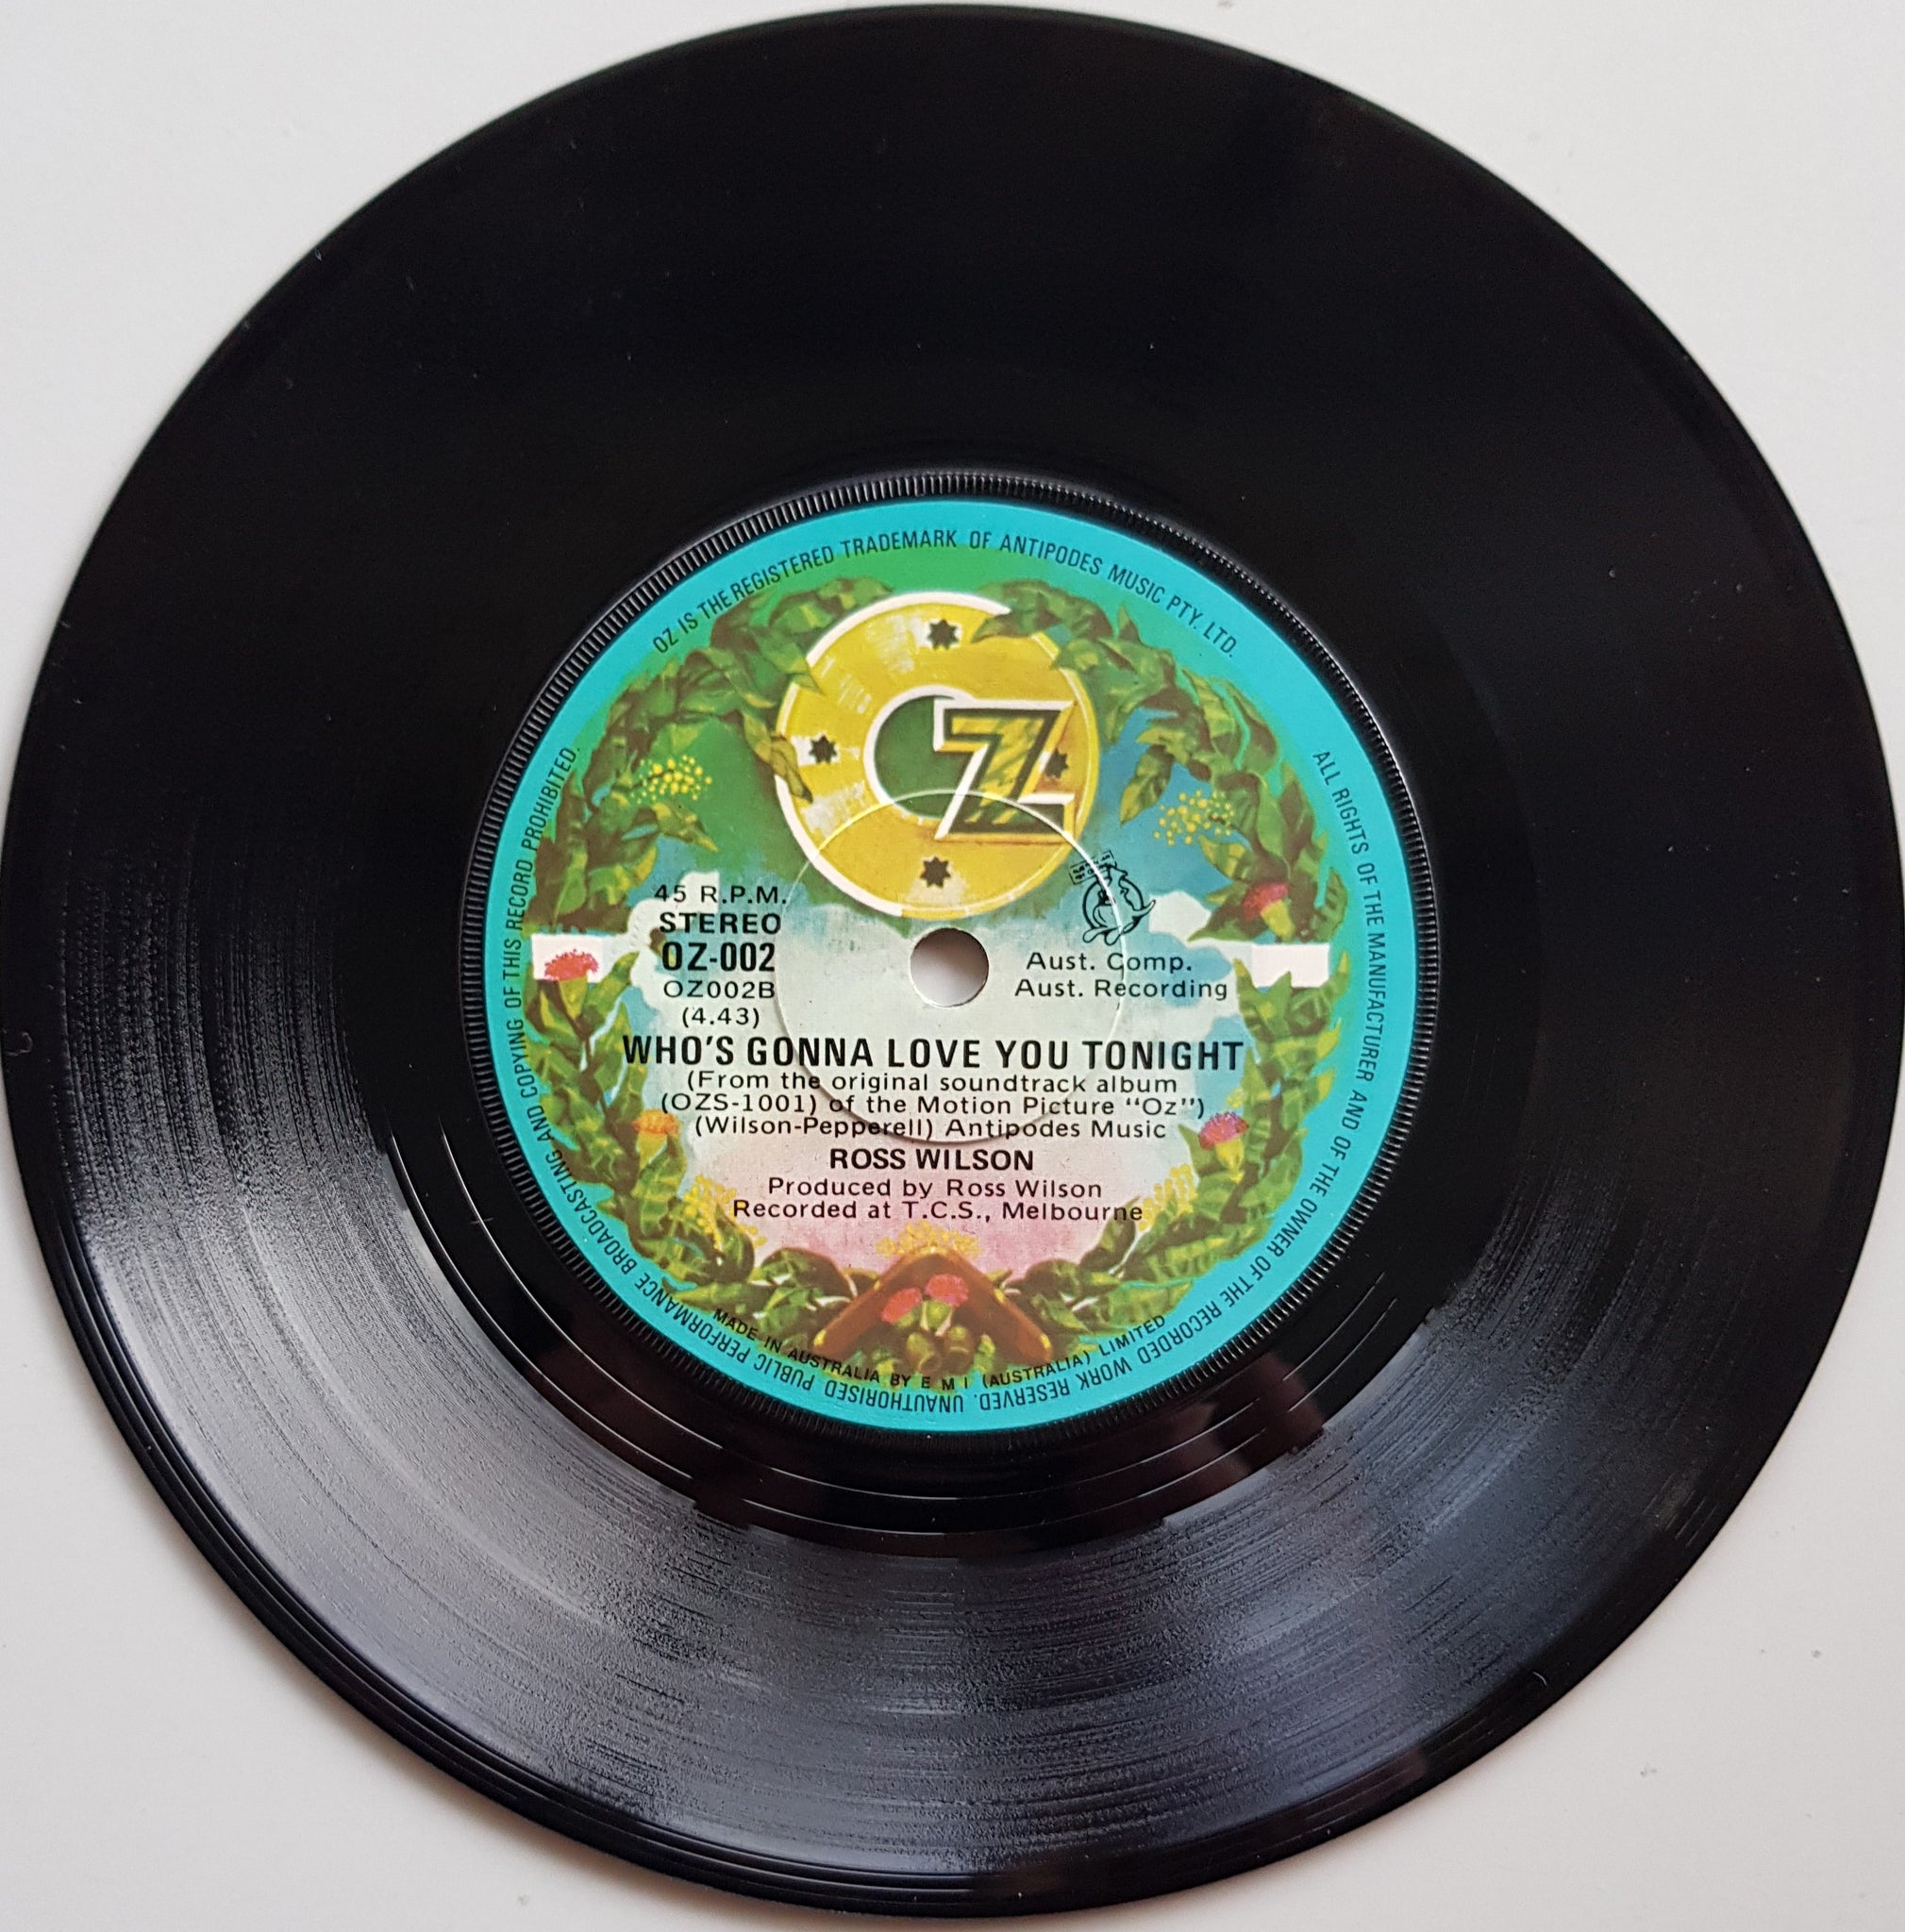 OZ IS THE REGISTERED TRADEMARK OF ANTIPODES MUSIC PTY. LTD.
OZ
45 R.P.M.
STEREO
OZ-002
OZ002B
(4.43)
Aust. Comp.
Aust. Recording
WHO'S GONNA LOVE YOU TONIGHT
(From the original soundtrack album
(OZS-1001) of the Motion Picture “Oz”)
(Wilson-Pepperell) Antipodes Music
ROSS WILSON
Produced by Ross Wilson
Recorded at T.C.S., Melbourne
MADE IN AUSTRALIA BY E M I (AUSTRALIA) LIMITED
ALL RIGHTS OF THE MANUFACTURER AND OF THE OWNER OF THE RECORDED WORK RESERVED. UNAUTHORISED PUBLIC PERFORMANCE BROADCASTING AND COPYING OF THIS RECORD PROHIBITED.